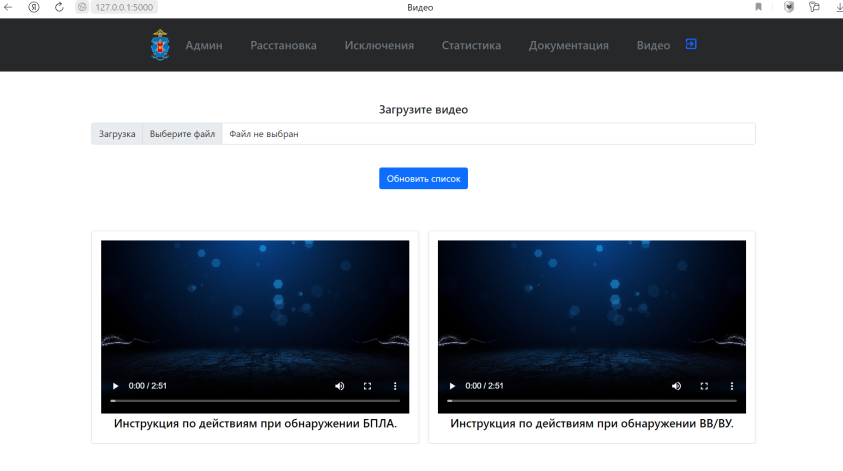 127.0.0.1:5000 Видео
Админ Расстановка Исключения Статистика Документация Видео
Загрузите видео
Загрузка Выберите файл Файл не выбран
Обновить список
0:00 / 2:51 0:00 / 2:51
Инструкция по действиям при обнаружении БПЛА. Инструкция по действиям при обнаружении ВВ/ВУ.